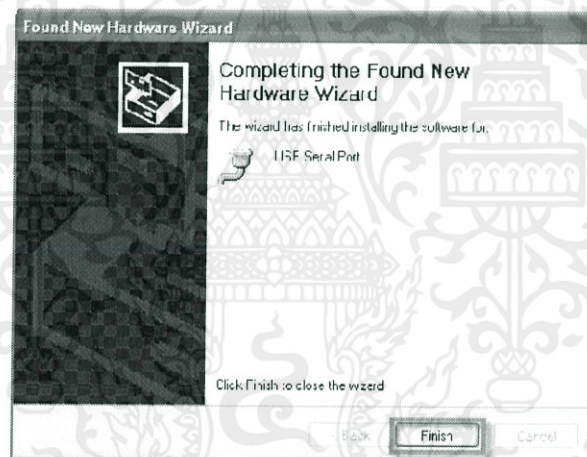 Found New Hardware Wizard
Completing the Found New
Hardware Wizard
The wizard has finished installing the software for:
USB Serial Port
Click Finish to close the wizard
Back Finish Cancel